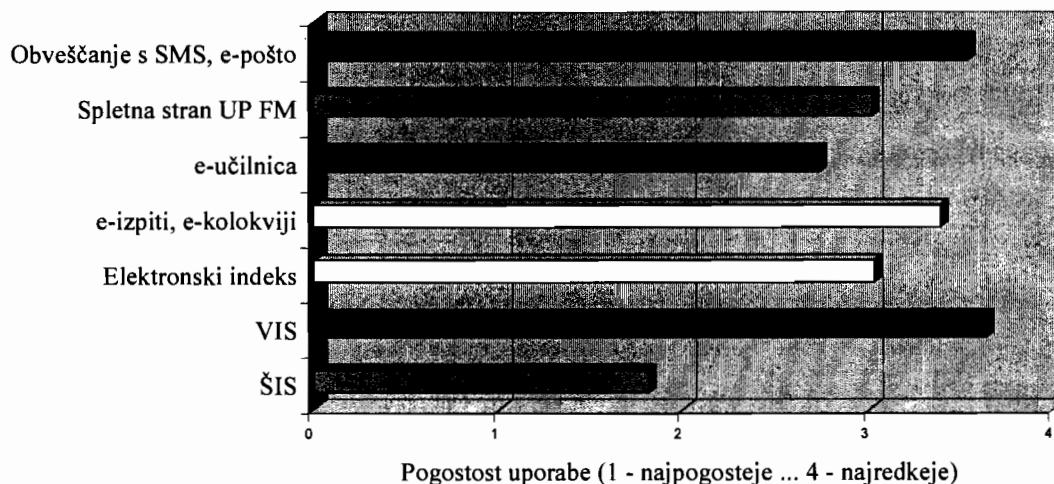 Obveščanje s SMS, e-pošto
Spletna stran UP FM
e-učilnica
e-izpiti, e-kolokviji
Elektronski indeks
VIS
ŠIS
0 1 2 3 4
Pogostost uporabe (1 - najpogosteje ... 4 - najredkeje)